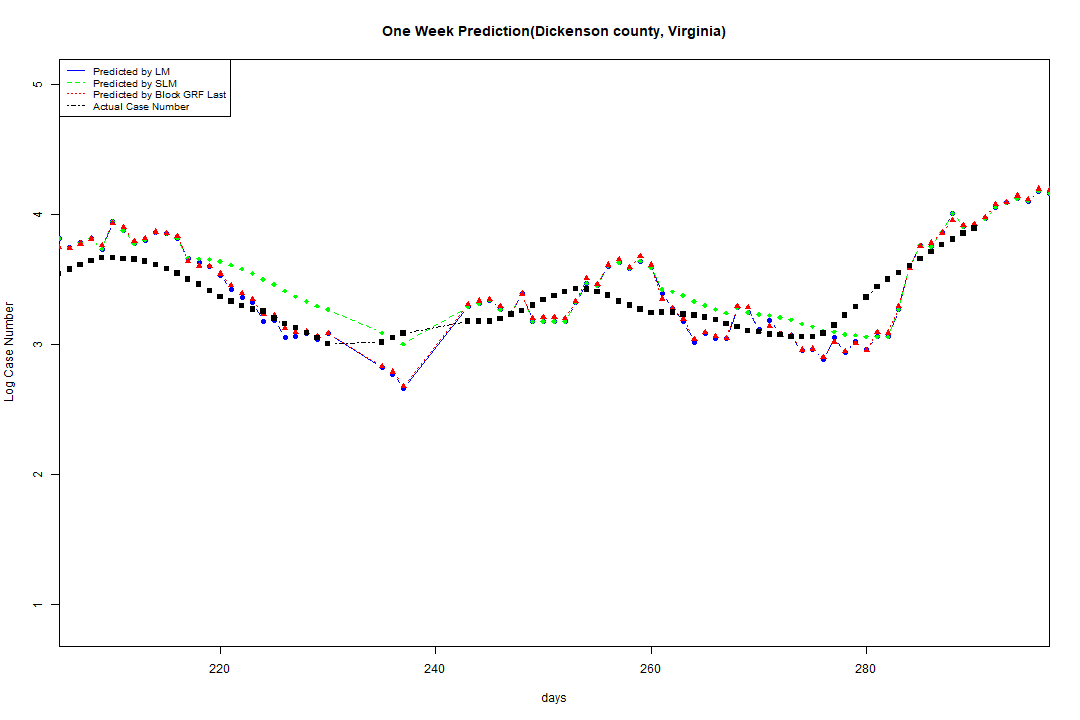 One Week Prediction(Dickenson county, Virginia)
Predicted by LM
Predicted by SLM
Predicted by Block GRF Last
Actual Case Number
5
4
3
2
1
Log Case Number
220 240 260 280
days